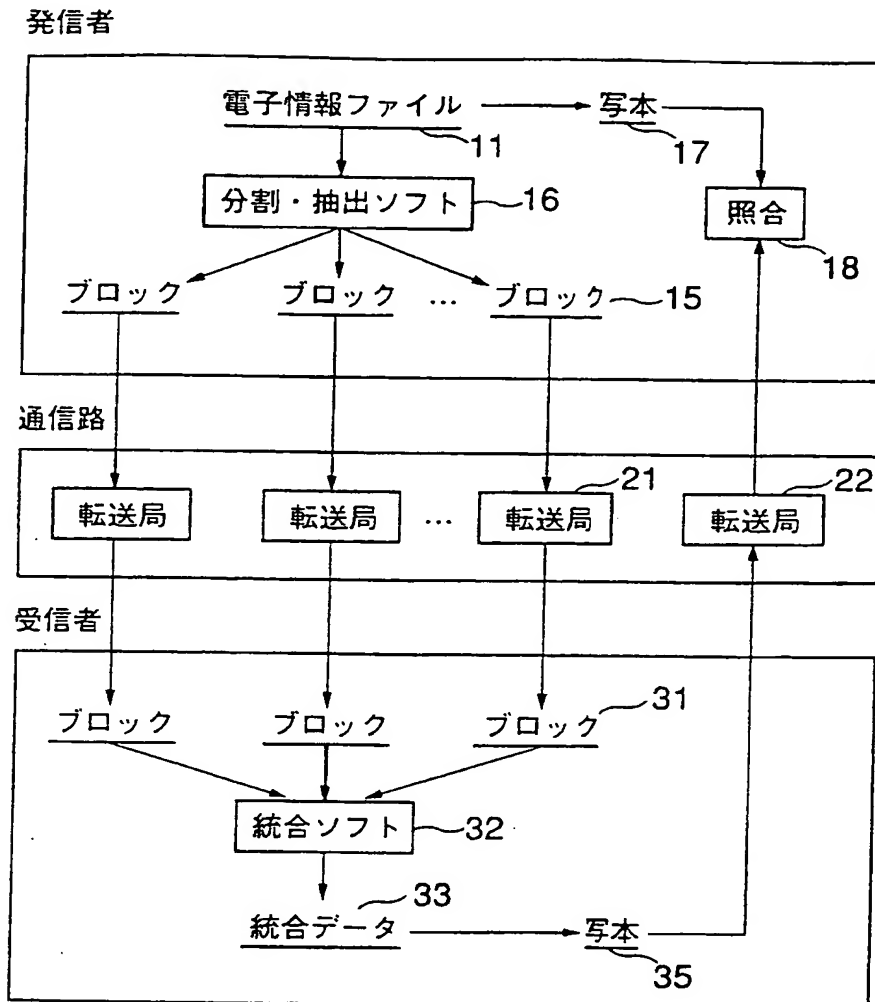 発信者
電子情報ファイル 写本
11 17
分割・抽出ソフト 16 照合
18
ブロック ブロック … ブロック 15
通信路
21 22
転送局 転送局 … 転送局 転送局
受信者
ブロック ブロック ブロック 31
統合ソフト 32
33
統合データ 写本
35